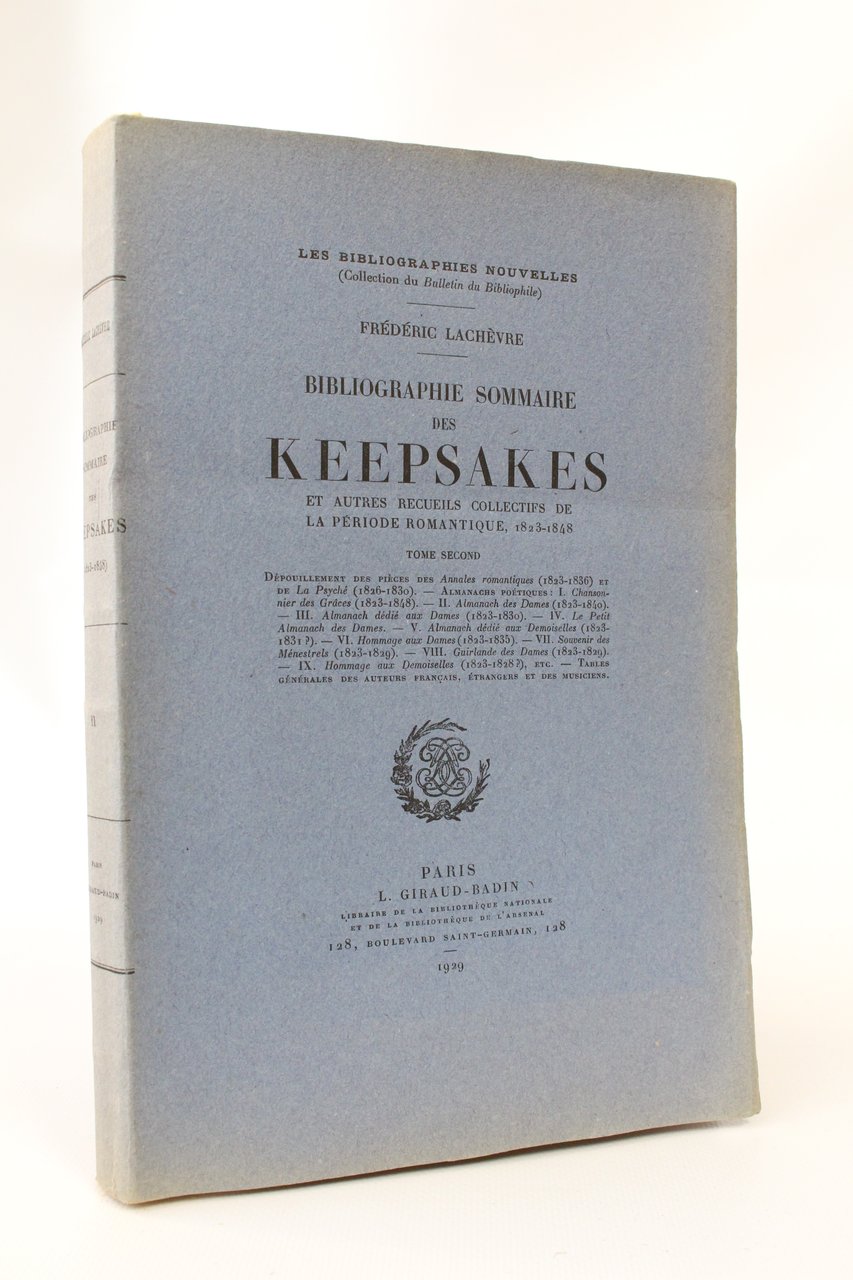 LES BIBLIOGRAPHIES NOUVELLES
(Collection du Bulletin du Bibliophile)
FRÉDÉRIC LACHÈVRE
BIBLIOGRAPHIE SOMMAIRE
DES
KEEPSAKES
ET AUTRES RECUEILS COLLECTIFS DE
LA PÉRIODE ROMANTIQUE, 1823-1848
TOME SECOND
DÉPOUILLEMENT DES PIÈCES DES Annales romantiques (1823-1836) ET
DE La Psyché (1826-1830). — ALMANACHS POÉTIQUES : I. Chanson-
nier des Grâces (1823-1848). — II. Almanach des Dames (1823-1840).
— III. Almanach dédié aux Dames (1823-1830). — IV. Le Petit
Almanach des Dames. — V. Almanach dédié aux Demoiselles (1823-
1831 ?). — VI. Hommage aux Dames (1823-1835). — VII. Souvenir des
Ménestrels (1823-1829). — VIII. Guirlande des Dames (1823-1829).
— IX. Hommage aux Demoiselles (1823-1828 ?), ETC. — TABLES
GÉNÉRALES DES AUTEURS FRANÇAIS, ÉTRANGERS ET DES MUSICIENS.
PARIS
L. GIRAUD-BADIN
LIBRAIRE DE LA BIBLIOTHÈQUE NATIONALE
ET DE LA BIBLIOTHÈQUE DE L'ARSENAL
128, BOULEVARD SAINT-GERMAIN, 128
1929
LACHÈVRE
SOMMAIRE
DES
PARIS
1929